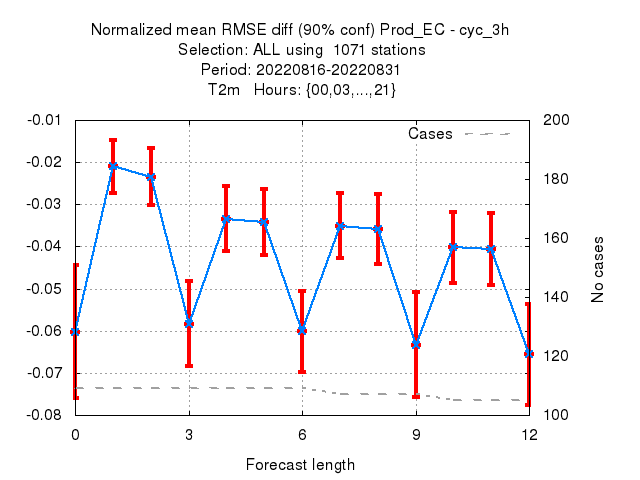 Normalized mean RMSE diff (90% conf) Prod_EC - cyc_3h
Selection: ALL using  1071 stations
Period: 20220816-20220831
T2m   Hours: {00,03,...,21}
Cases
-0.01
-0.02
-0.03
-0.04
-0.05
-0.06
-0.07
-0.08
200
180
160
140
120
100
No cases
0 3 6 9 12
Forecast length